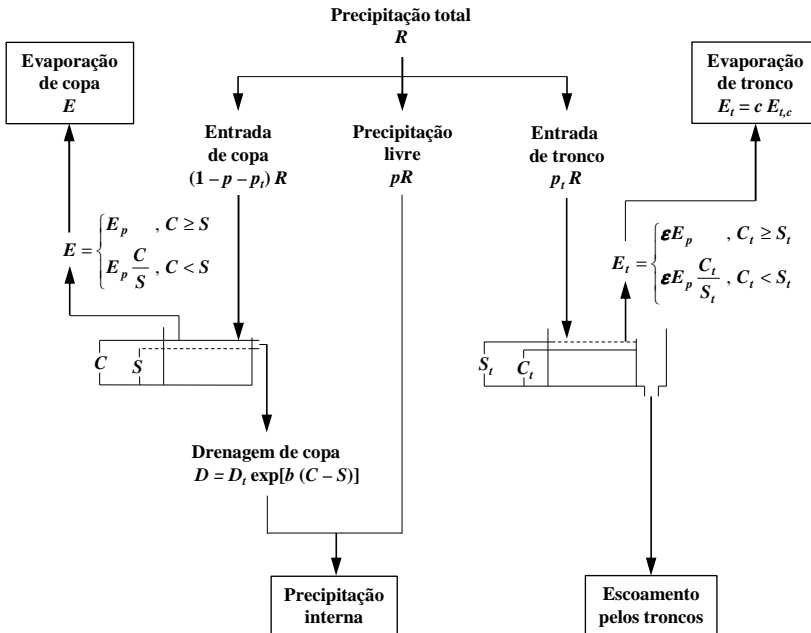 Precipitação total
R
Evaporação
de copa
E
Evaporação
de tronco
E_t = c E_{t,c}
Entrada
de copa
(1 – p – p_t) R
Precipitação
livre
pR
Entrada
de tronco
p_t R
E = { E_p , C ≥ S
E_p C/S , C < S
E_t = { εE_p , C_t ≥ S_t
εE_p C_t/S_t , C_t < S_t
C
S
S_t
C_t
Drenagem de copa
D = D_t exp[b (C – S)]
Precipitação
interna
Escoamento
pelos troncos